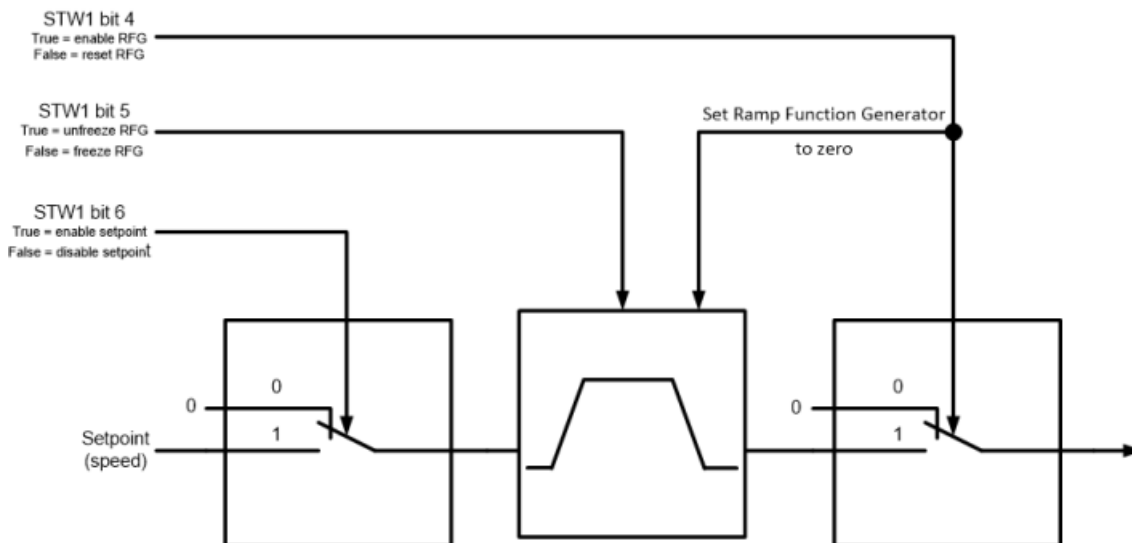 STW1 bit 4
True = enable RFG
False = reset RFG
STW1 bit 5
True = unfreeze RFG
False = freeze RFG
Set Ramp Function Generator
to zero
STW1 bit 6
True = enable setpoint
False = disable setpoint
0
0
1
Setpoint
(speed)
0
0
1